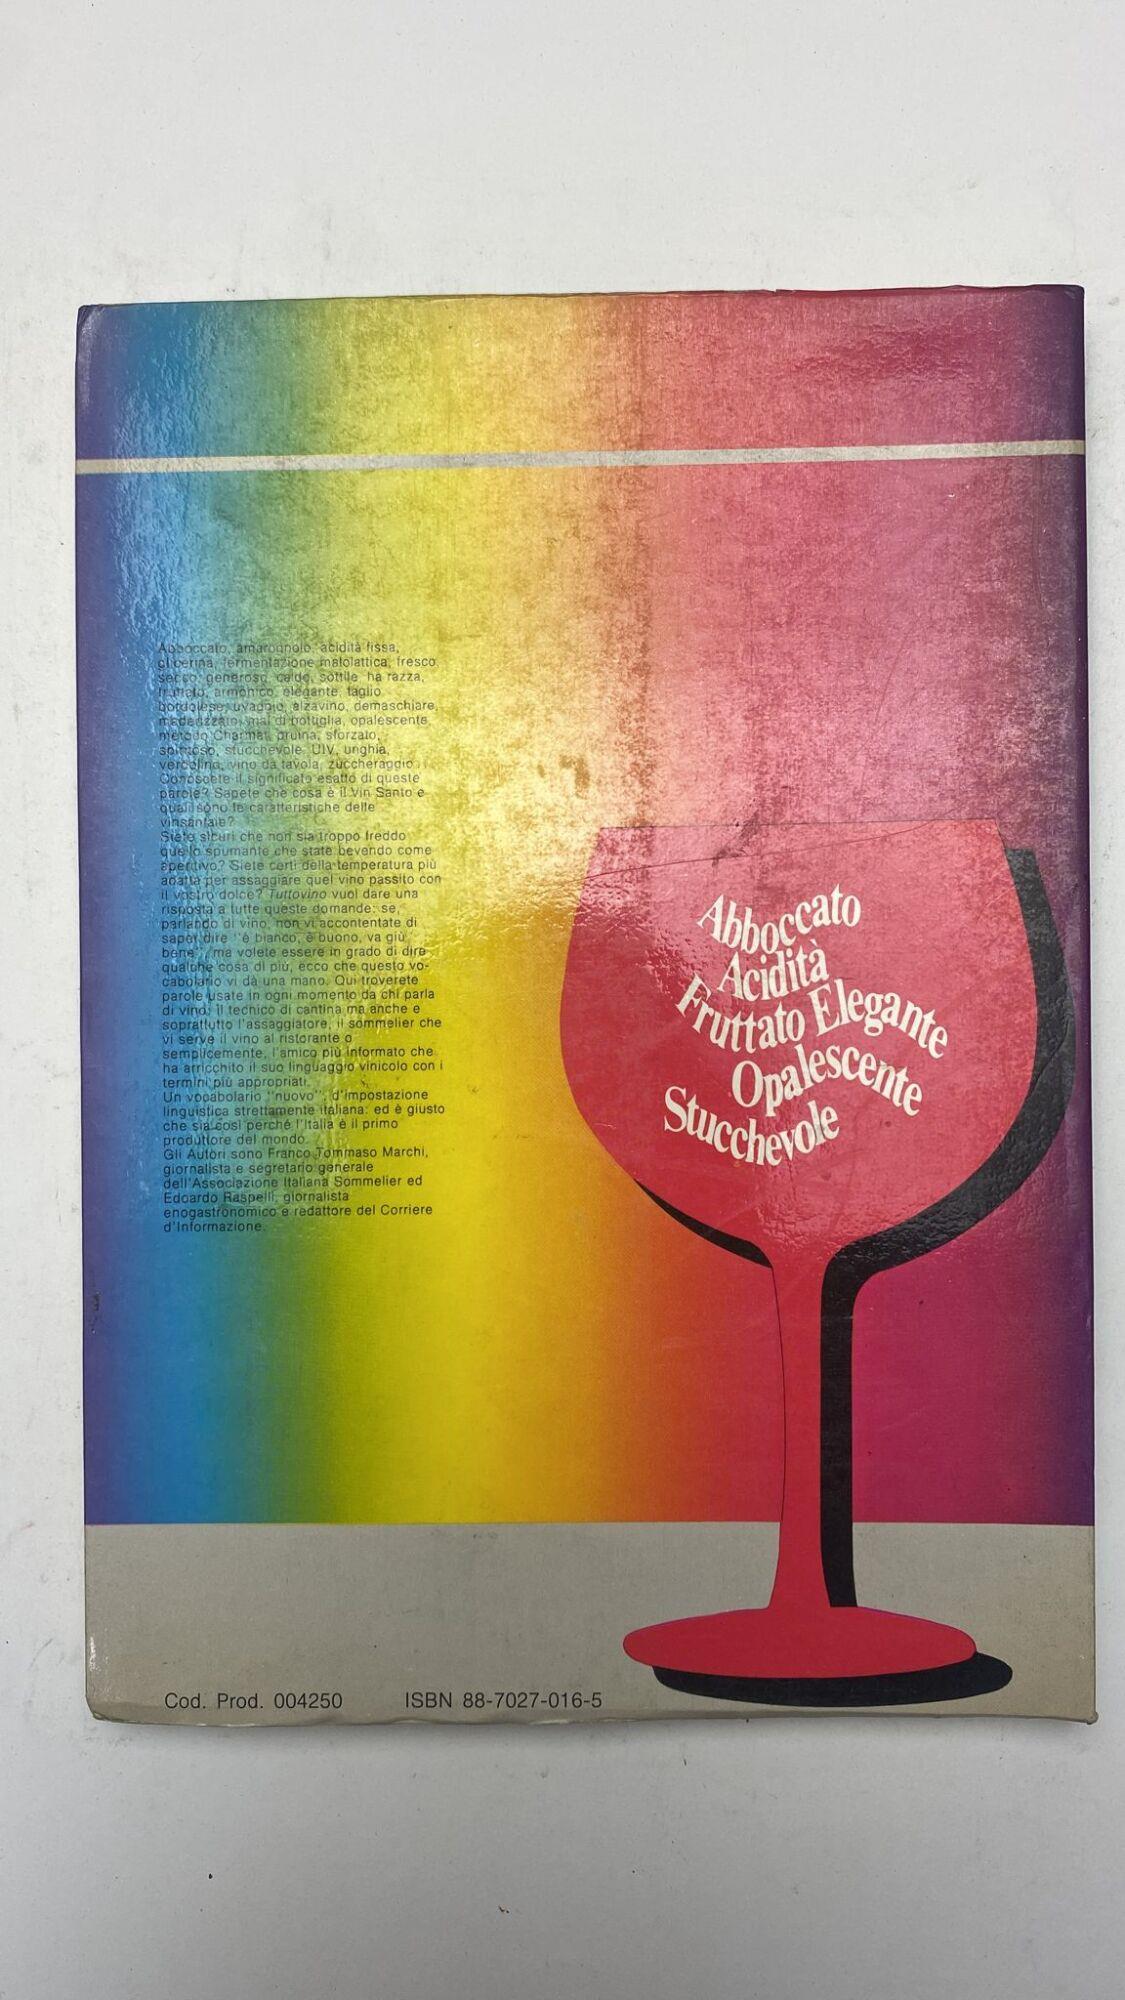 Abboccato, amarognolo, acidità fissa,
glicerina, fermentazione malolattica, fresco
secco, generoso, caldo, sottile, ha razza,
fruttato, armonico, elegante, taglio
bordolese, uvaggio, alzavino, demaschiare,
maderizzato, mal di bottiglia, opalescente,
metodo Charmat, pruina, sforzato,
spiritoso, stucchevole, UIV, unghia,
verdolino, vino da tavola, zuccheraggio.
Conoscete il significato esatto di queste
parole? Sapete che cosa è il Vin Santo e
quali sono le caratteristiche delle
vinsantaie?
Siete sicuri che non sia troppo freddo
quello spumante che state bevendo come
aperitivo? Siete certi della temperatura più
adatta per assaggiare quel vino passito con
il vostro dolce? Tuttovino vuol dare una
risposta a tutte queste domande: se,
parlando di vino, non vi accontentate di
saper dire "è bianco, è buono, va giù
bene", ma volete essere in grado di dire
qualche cosa di più, ecco che questo vo-
cabolario vi dà una mano. Qui troverete
parole usate in ogni momento da chi parla
di vino: il tecnico di cantina ma anche e
soprattutto l'assaggiatore, il sommelier che
vi serve il vino al ristorante o
semplicemente, l'amico più informato che
ha arricchito il suo linguaggio vinicolo con i
termini più appropriati.
Un vocabolario "nuovo", d'impostazione
linguistica strettamente italiana: ed è giusto
che sia così perché l'Italia è il primo
produttore del mondo.
Gli Autori sono Franco Tommaso Marchi,
giornalista e segretario generale
dell'Associazione Italiana Sommelier ed
Edoardo Raspelli, giornalista
enogastronomico e redattore del Corriere
d'Informazione.
Abboccato
Acidità
Fruttato Elegante
Opalescente
Stucchevole
Cod. Prod. 004250 ISBN 88-7027-016-5